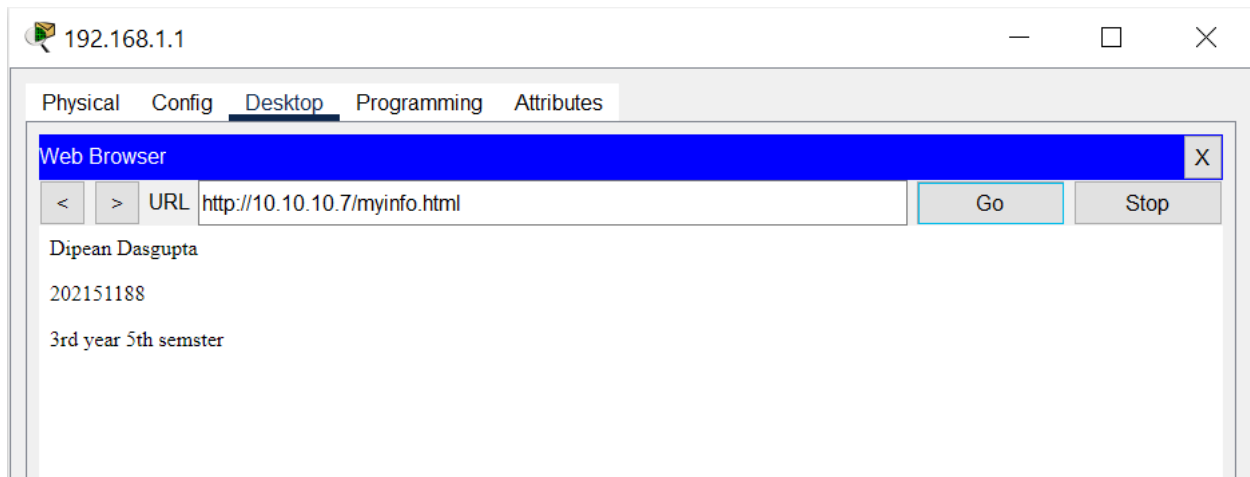 192.168.1.1
Physical Config Desktop Programming Attributes
Web Browser X
< > URL http://10.10.10.7/myinfo.html Go Stop
Dipean Dasgupta
202151188
3rd year 5th semster